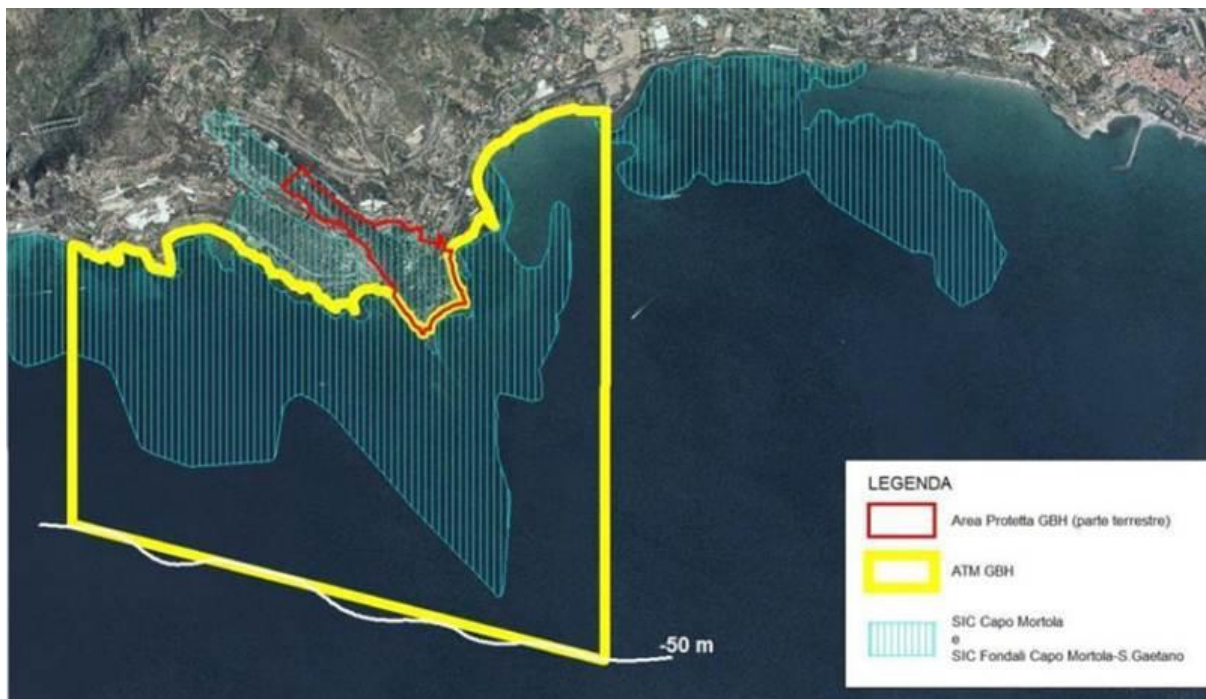 -50 m
LEGENDA
Area Protetta GBH (parte terrestre)
ATM GBH
SIC Capo Mortola
e
SIC Fondali Capo Mortola-S.Gaetano